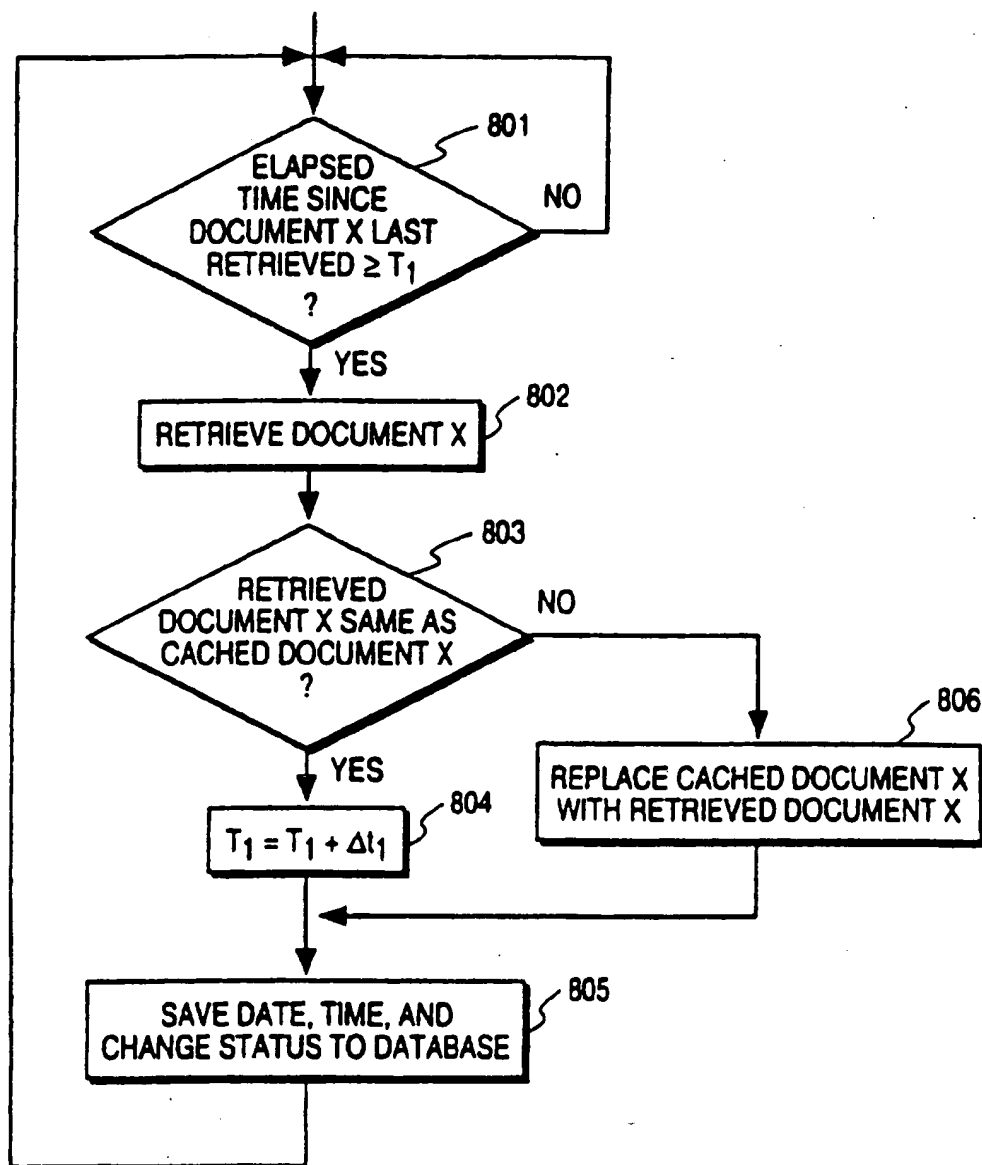 801
ELAPSED
TIME SINCE
DOCUMENT X LAST
RETRIEVED ≥ T₁
?
NO
YES
802
RETRIEVE DOCUMENT X
803
RETRIEVED
DOCUMENT X SAME AS
CACHED DOCUMENT X
?
NO
YES
804
T₁ = T₁ + Δt₁
806
REPLACE CACHED DOCUMENT X
WITH RETRIEVED DOCUMENT X
805
SAVE DATE, TIME, AND
CHANGE STATUS TO DATABASE